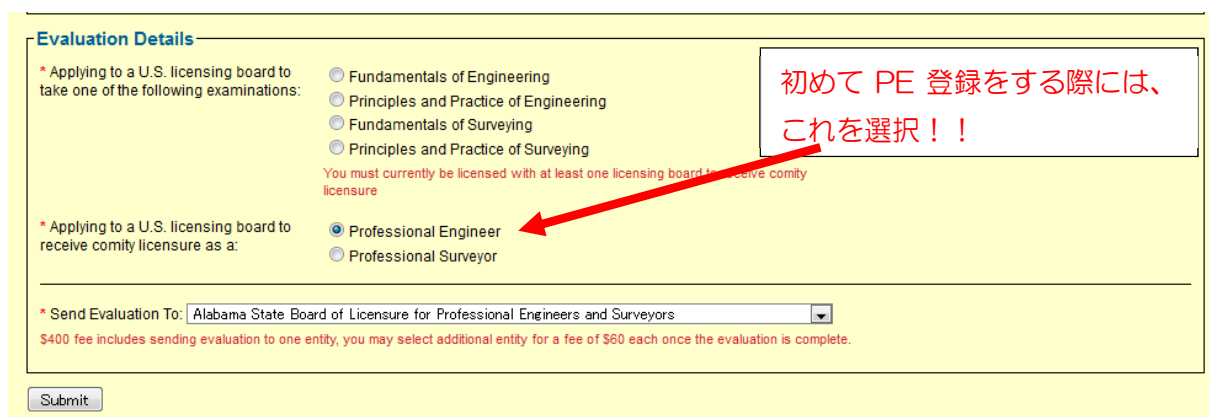 Evaluation Details
* Applying to a U.S. licensing board to
take one of the following examinations:
Fundamentals of Engineering
Principles and Practice of Engineering
Fundamentals of Surveying
Principles and Practice of Surveying
初めて PE 登録をする際には、
これを選択！！
You must currently be licensed with at least one licensing board to receive comity
licensure
* Applying to a U.S. licensing board to
receive comity licensure as a:
Professional Engineer
Professional Surveyor
* Send Evaluation To: Alabama State Board of Licensure for Professional Engineers and Surveyors
$400 fee includes sending evaluation to one entity, you may select additional entity for a fee of $60 each once the evaluation is complete.
Submit